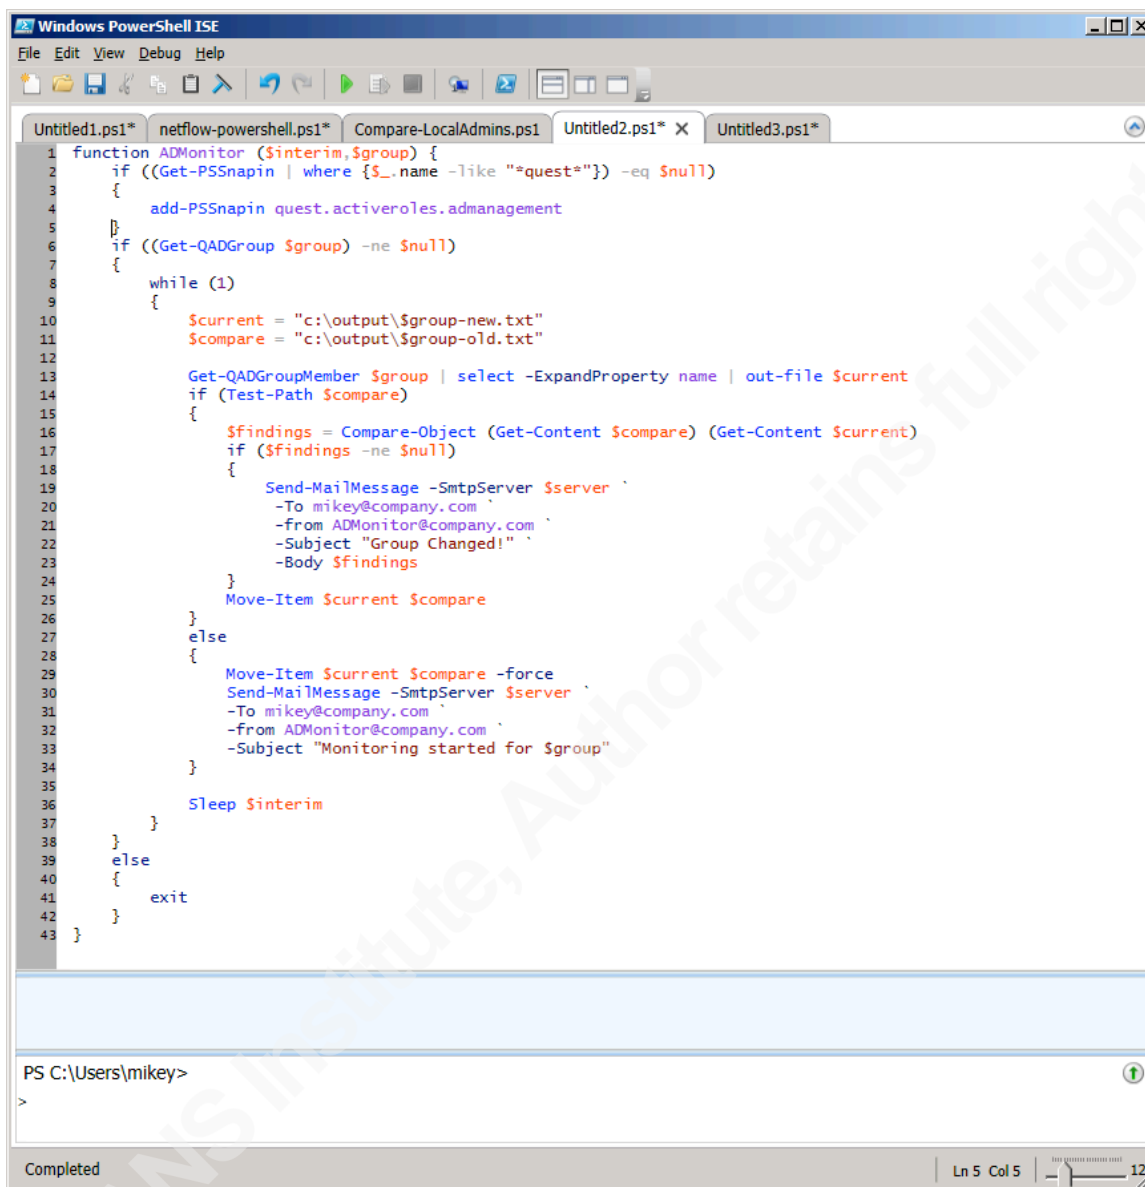 Windows PowerShell ISE
File Edit View Debug Help
Untitled1.ps1* netflow-powershell.ps1* Compare-LocalAdmins.ps1 Untitled2.ps1* X Untitled3.ps1*
1 function ADMonitor ($interim,$group) {
2     if ((Get-PSSnapin | where {$_.name -like "*quest*"}) -eq $null)
3     {
4         add-PSSnapin quest.activeroles.admanagement
5     }
6     if ((Get-QADGroup $group) -ne $null)
7     {
8         while (1)
9         {
10             $current = "c:\output\$group-new.txt"
11             $compare = "c:\output\$group-old.txt"
12
13             Get-QADGroupMember $group | select -ExpandProperty name | out-file $current
14             if (Test-Path $compare)
15             {
16                 $findings = Compare-Object (Get-Content $compare) (Get-Content $current)
17                 if ($findings -ne $null)
18                 {
19                     Send-MailMessage -SmtpServer $server `
20                      -To mikey@company.com `
21                      -from ADMonitor@company.com `
22                      -Subject "Group Changed!" `
23                      -Body $findings
24                 }
25                 Move-Item $current $compare
26             }
27             else
28             {
29                 Move-Item $current $compare -force
30                 Send-MailMessage -SmtpServer $server `
31                 -To mikey@company.com `
32                 -from ADMonitor@company.com `
33                 -Subject "Monitoring started for $group"
34             }
35
36             Sleep $interim
37         }
38     }
39     else
40     {
41         exit
42     }
43 }
PS C:\Users\mikey>
>
Completed Ln 5 Col 5 12
NS Institute, Author retains full right